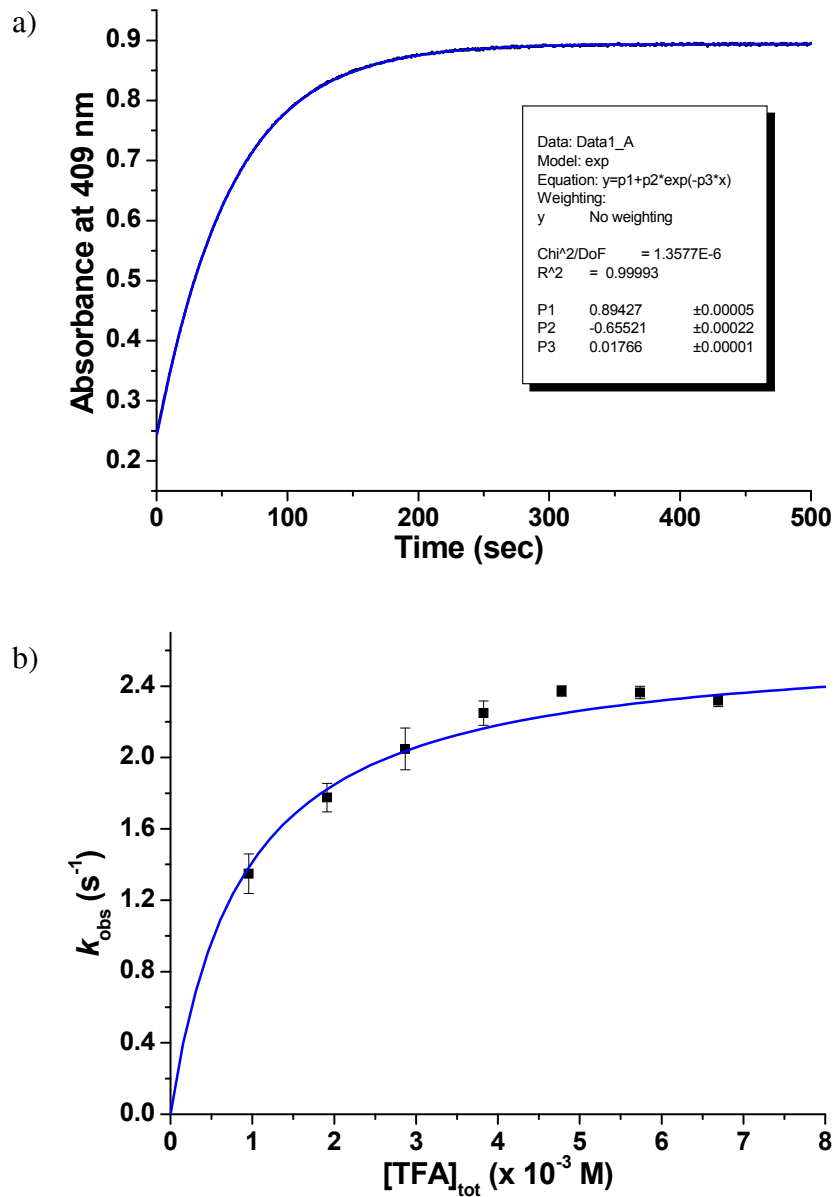 a)
0.9
0.8
0.7
0.6
0.5
0.4
0.3
0.2
Absorbance at 409 nm
Data: Data1_A
Model: exp
Equation: y=p1+p2*exp(-p3*x)
Weighting:
y No weighting
Chi^2/DoF = 1.3577E-6
R^2 = 0.99993
P1 0.89427 ±0.00005
P2 -0.65521 ±0.00022
P3 0.01766 ±0.00001
0 100 200 300 400 500
Time (sec)
b)
2.4
2.0
1.6
1.2
0.8
0.4
0.0
k_obs (s⁻¹)
0 1 2 3 4 5 6 7 8
[TFA]_tot (x 10⁻³ M)